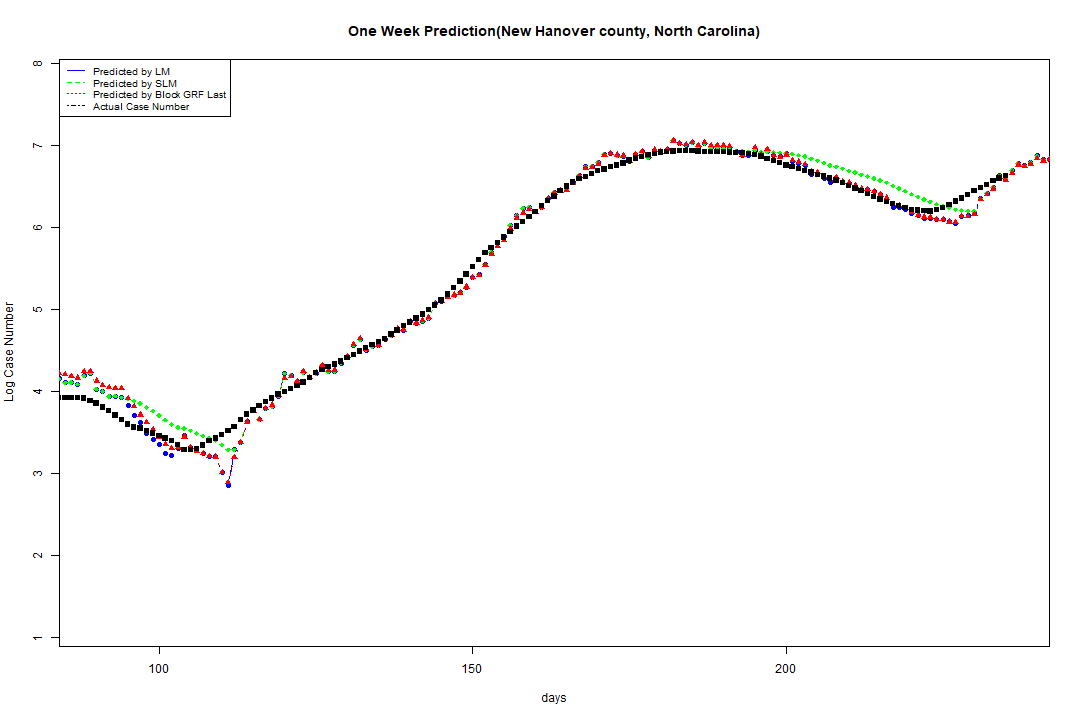 One Week Prediction(New Hanover county, North Carolina)
Predicted by LM
Predicted by SLM
Predicted by Block GRF Last
Actual Case Number
8
7
6
5
4
3
2
1
Log Case Number
100 150 200
days